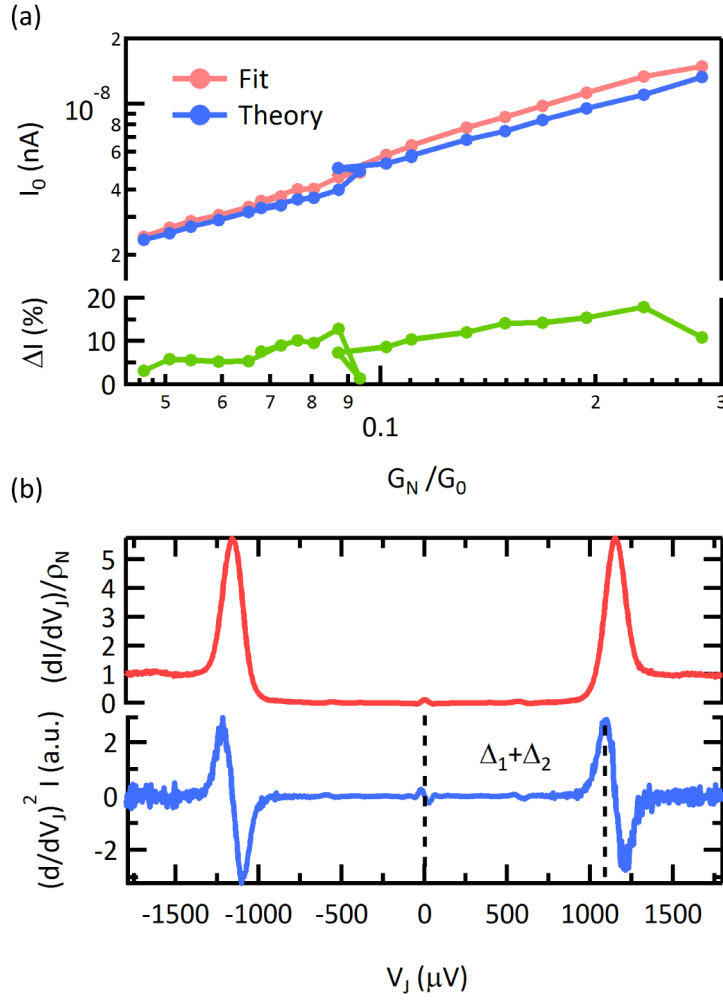 (a)
2
10⁻⁸
8
6
4
2
I₀ (nA)
Fit
Theory
20
10
0
ΔI (%)
5 6 7 8 9 2 3
0.1
G_N /G₀
(b)
5
4
3
2
1
0
(dI/dV_J)/ρ_N
2
0
-2
(d/dV_J)² I (a.u.)
Δ₁+Δ₂
-1500 -1000 -500 0 500 1000 1500
V_J (μV)